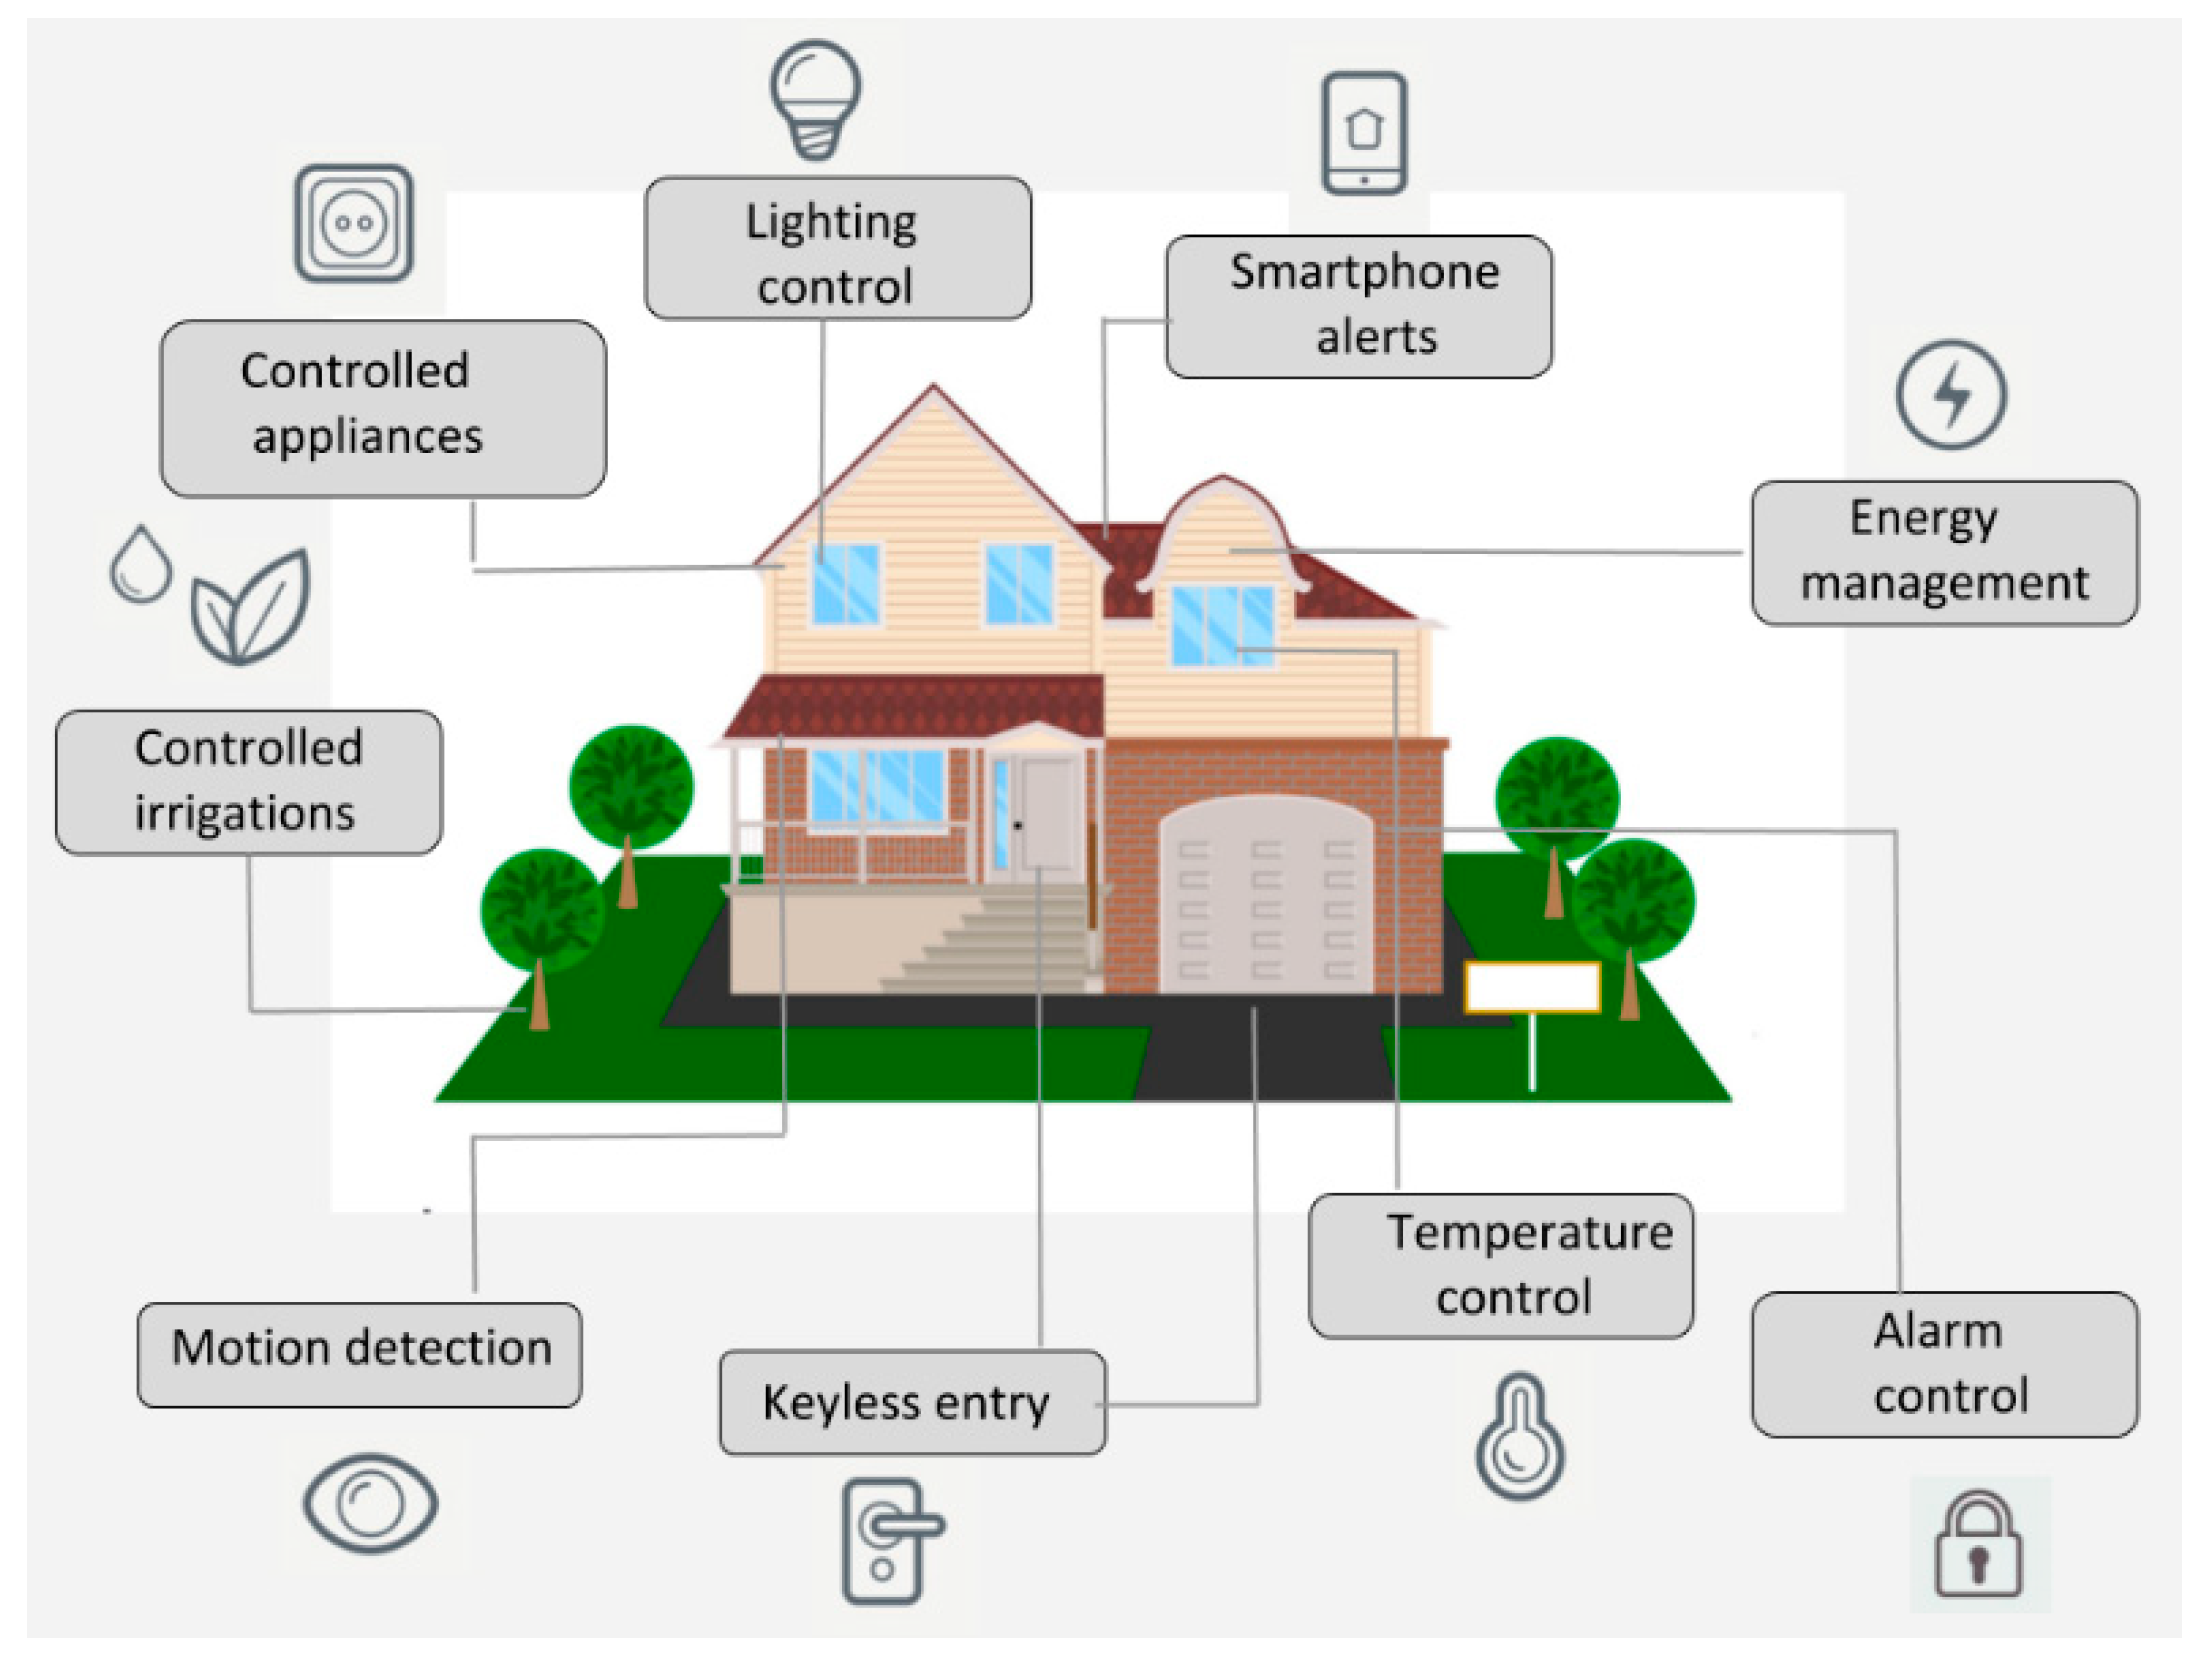 Lighting
control
Smartphone
alerts
Controlled
appliances
Energy
management
Controlled
irrigations
Temperature
control
Motion detection
Keyless entry
Alarm
control